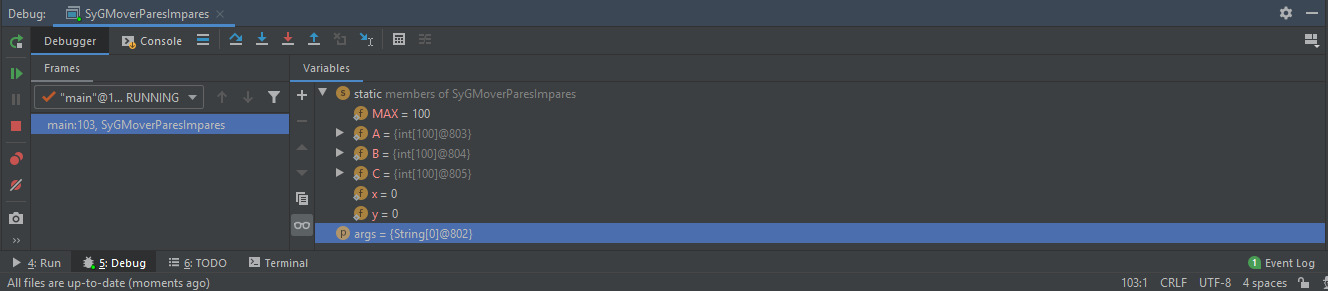 Debug: SyGMoverParesImpares
Debugger Console
Frames Variables
"main"@1... RUNNING
main:103, SyGMoverParesImpares
s static members of SyGMoverParesImpares
f MAX = 100
f A = {int[100]@803}
f B = {int[100]@804}
f C = {int[100]@805}
f x = 0
f y = 0
p args = {String[0]@802}
4: Run 5: Debug 6: TODO Terminal 1 Event Log
All files are up-to-date (moments ago) 103:1 CRLF UTF-8 4 spaces